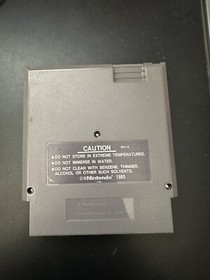 CAUTION
•DO NOT STORE IN EXTREME TEMPERATURES.
•DO NOT IMMERSE IN WATER.
•DO NOT CLEAN WITH BENZENE, THINNER,
ALCOHOL OR OTHER SUCH SOLVENTS.
©Nintendo 1985